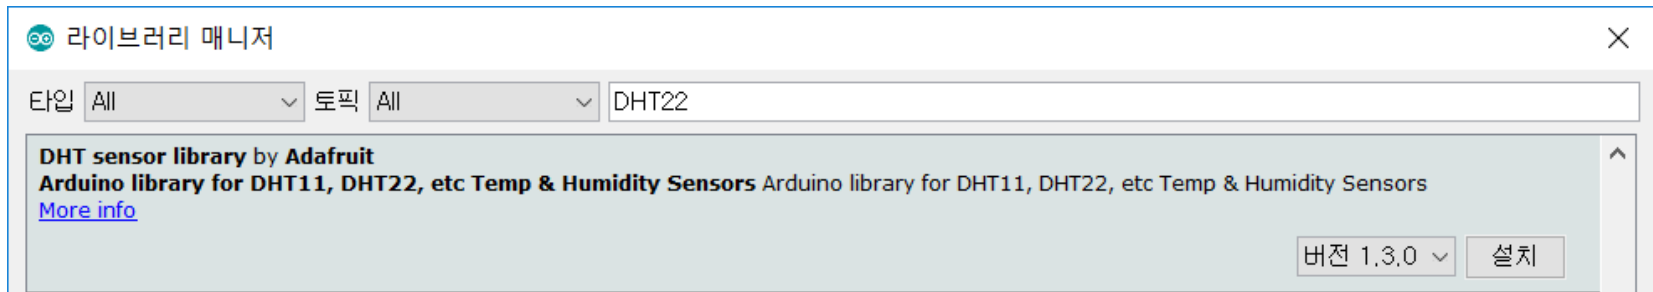 라이브러리 매니저
타입 All 토픽 All DHT22
DHT sensor library by Adafruit
Arduino library for DHT11, DHT22, etc Temp & Humidity Sensors Arduino library for DHT11, DHT22, etc Temp & Humidity Sensors
More info
버전 1.3.0 설치